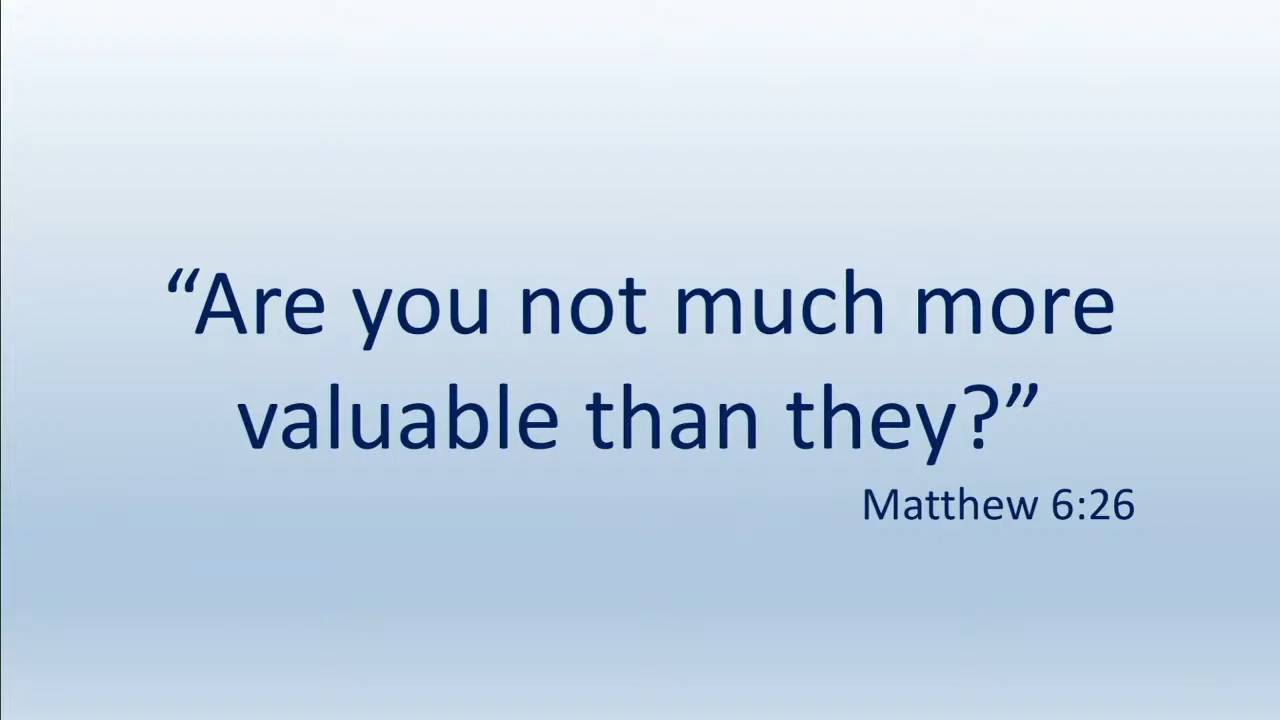 “Are you not much more
valuable than they?”
Matthew 6:26